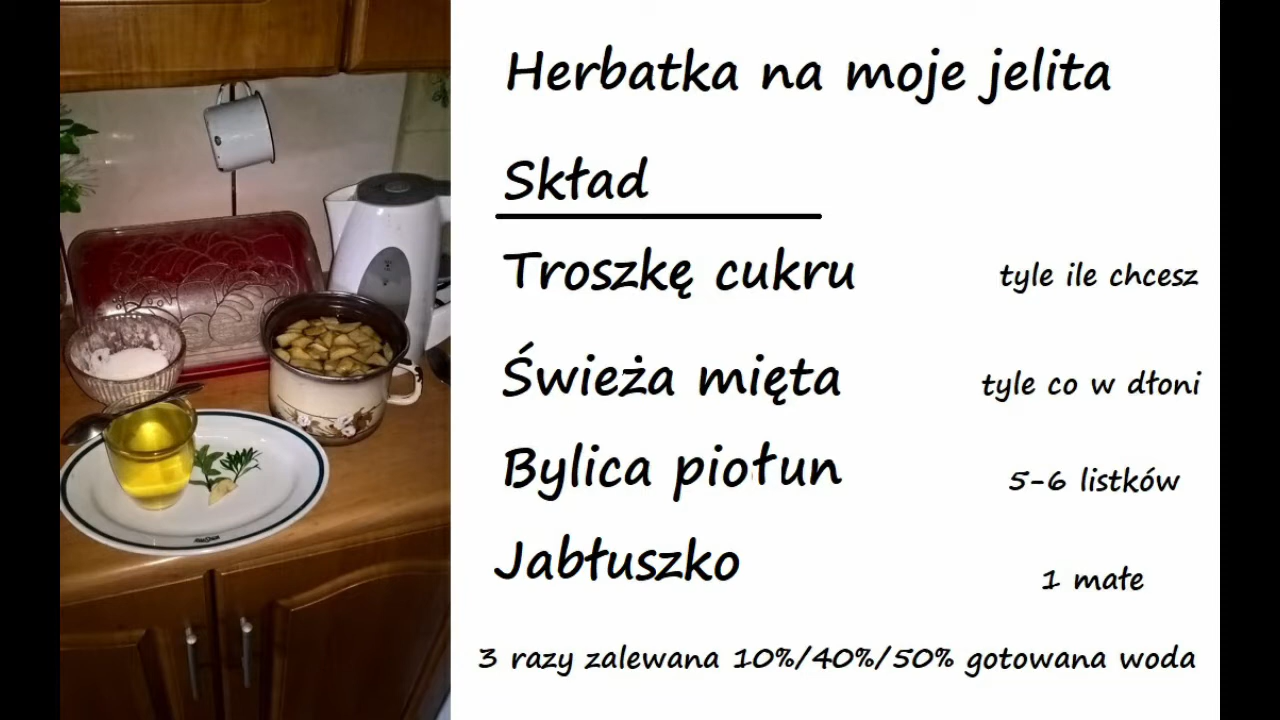 Herbatka na moje jelita
Skład
Troszkę cukru tyle ile chcesz
Świeża mięta tyle co w dłoni
Bylica piołun 5-6 listków
Jabłuszko 1 małe
3 razy zalewana 10%/40%/50% gotowana woda